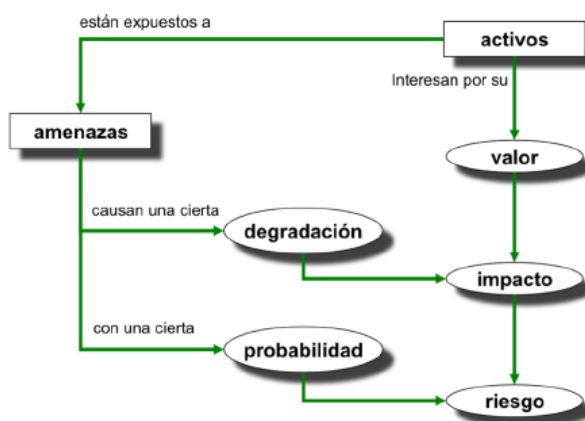 están expuestos a
activos
Interesan por su
amenazas
valor
causan una cierta
degradación
impacto
con una cierta
probabilidad
riesgo